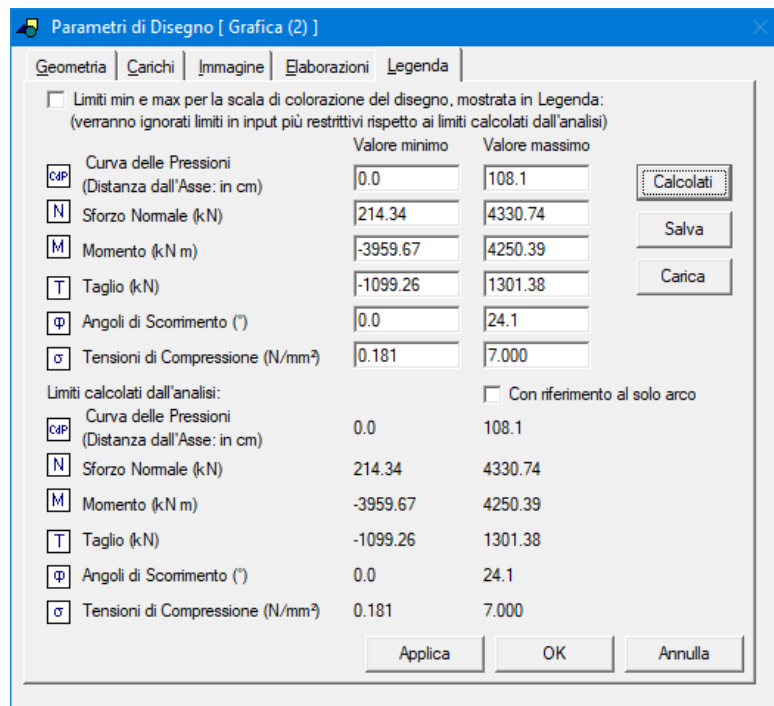 Parametri di Disegno [ Grafica (2) ]
Geometria Carichi Immagine Elaborazioni Legenda
Limiti min e max per la scala di colorazione del disegno, mostrata in Legenda:
(verranno ignorati limiti in input più restrittivi rispetto ai limiti calcolati dall'analisi)
Valore minimo Valore massimo
CdP Curva delle Pressioni
(Distanza dall'Asse: in cm) 0.0 108.1 Calcolati
N Sforzo Normale (kN) 214.34 4330.74 Salva
M Momento (kN m) -3959.67 4250.39
T Taglio (kN) -1099.26 1301.38 Carica
Φ Angoli di Scorrimento (°) 0.0 24.1
σ Tensioni di Compressione (N/mm²) 0.181 7.000
Limiti calcolati dall'analisi: Con riferimento al solo arco
CdP Curva delle Pressioni
(Distanza dall'Asse: in cm) 0.0 108.1
N Sforzo Normale (kN) 214.34 4330.74
M Momento (kN m) -3959.67 4250.39
T Taglio (kN) -1099.26 1301.38
Φ Angoli di Scorrimento (°) 0.0 24.1
σ Tensioni di Compressione (N/mm²) 0.181 7.000
Applica OK Annulla